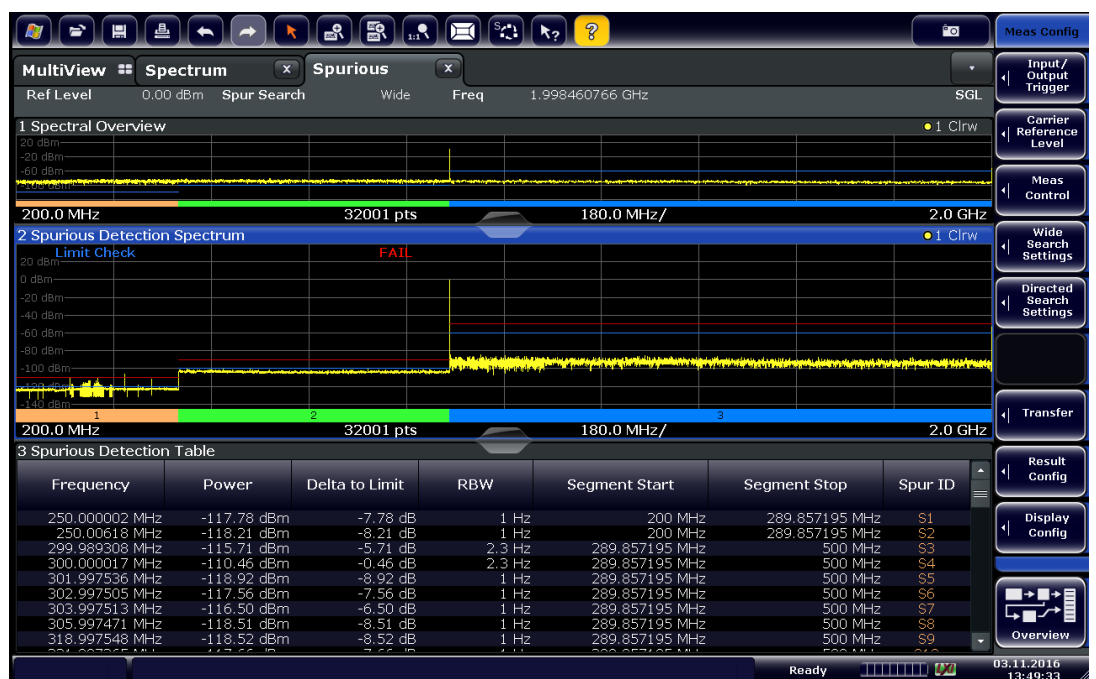 1:1
S
?
?
Meas Config
MultiView Spectrum x Spurious x
Input/
Output
Trigger
Ref Level 0.00 dBm Spur Search Wide Freq 1.998460766 GHz SGL
1 Spectral Overview 1 Clrw
20 dBm
-20 dBm
-60 dBm
-100 dBm
200.0 MHz 32001 pts 180.0 MHz/ 2.0 GHz
Carrier
Reference
Level
Meas
Control
2 Spurious Detection Spectrum 1 Clrw
Limit Check FAIL
20 dBm
0 dBm
-20 dBm
-40 dBm
-60 dBm
-80 dBm
-100 dBm
-120 dBm
-140 dBm
1 2 3
200.0 MHz 32001 pts 180.0 MHz/ 2.0 GHz
Wide
Search
Settings
Directed
Search
Settings
Transfer
3 Spurious Detection Table
Frequency Power Delta to Limit RBW Segment Start Segment Stop Spur ID
250.000002 MHz -117.78 dBm -7.78 dB 1 Hz 200 MHz 289.857195 MHz S1
250.00618 MHz -118.21 dBm -8.21 dB 1 Hz 200 MHz 289.857195 MHz S2
299.989308 MHz -115.71 dBm -5.71 dB 2.3 Hz 289.857195 MHz 500 MHz S3
300.000017 MHz -110.46 dBm -0.46 dB 2.3 Hz 289.857195 MHz 500 MHz S4
301.997536 MHz -118.92 dBm -8.92 dB 1 Hz 289.857195 MHz 500 MHz S5
302.997505 MHz -117.56 dBm -7.56 dB 1 Hz 289.857195 MHz 500 MHz S6
303.997513 MHz -116.50 dBm -6.50 dB 1 Hz 289.857195 MHz 500 MHz S7
305.997471 MHz -118.51 dBm -8.51 dB 1 Hz 289.857195 MHz 500 MHz S8
318.997548 MHz -118.52 dBm -8.52 dB 1 Hz 289.857195 MHz 500 MHz S9
Result
Config
Display
Config
Overview
Ready
03.11.2016
13:49:33